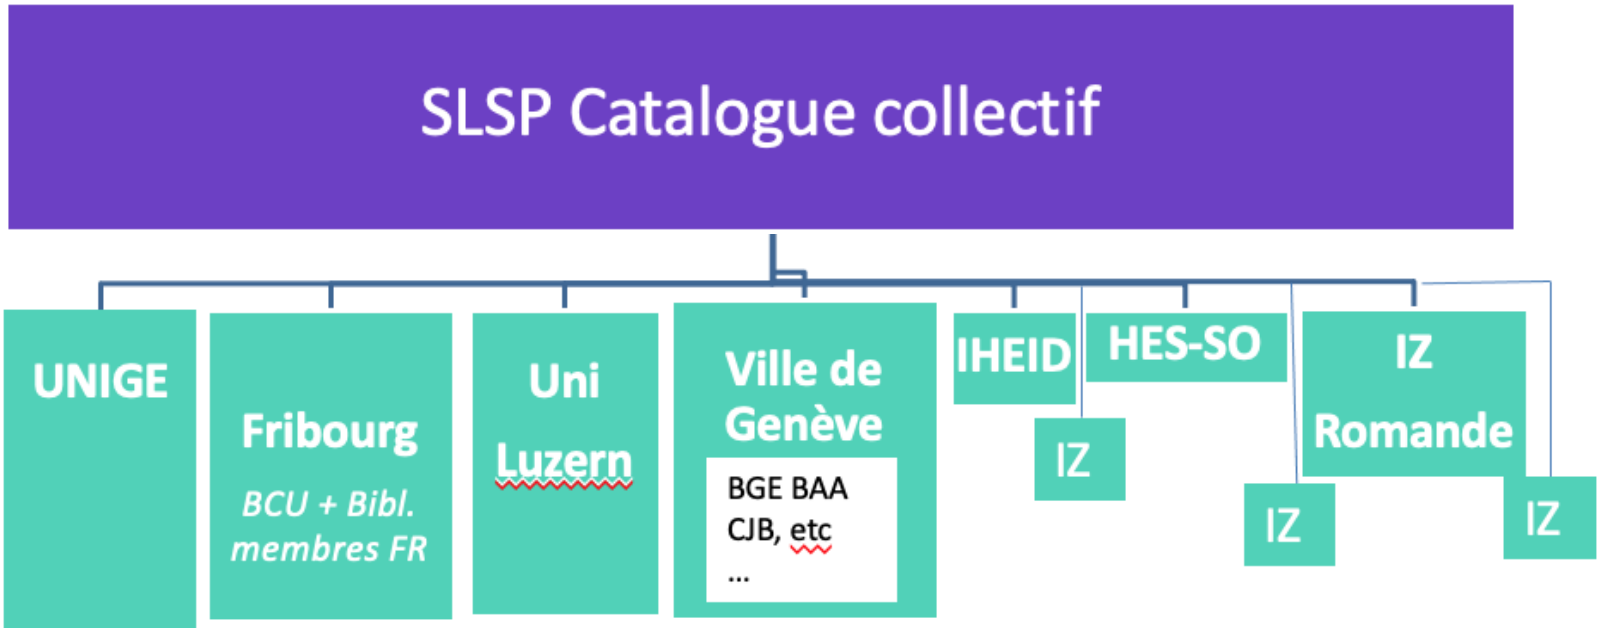 SLSP Catalogue collectif
UNIGE
Fribourg
BCU + Bibl.
membres FR
Uni
Luzern
Ville de
Genève
BGE BAA
CJB, etc
...
IHEID
IZ
HES-SO
IZ
IZ
Romande
IZ